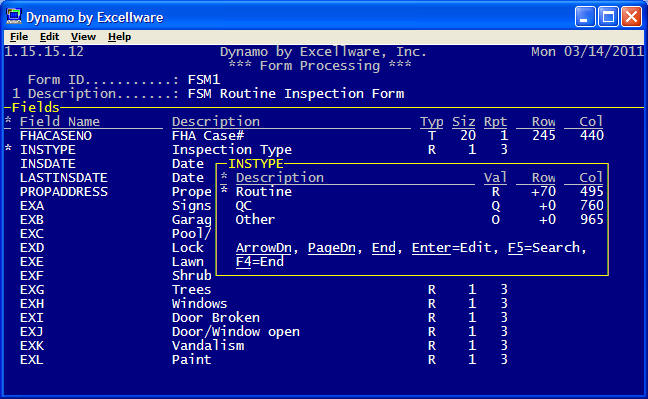 Dynamo by Excellware
File Edit View Help
1.15.15.12 Dynamo by Excellware, Inc. Mon 03/14/2011
*** Form Processing ***
Form ID...........: FSM1
1 Description.......: FSM Routine Inspection Form
Fields
* Field Name Description Typ Siz Rpt Row Col
FHACASENO FHA Case# T 20 1 245 440
* INSTYPE Inspection Type R 1 3
INSDATE Date INSTYPE
LASTINSDATE Date * Description Val Row Col
PROPADDRESS Prope * Routine R +70 495
EXA Signs QC Q +0 760
EXB Garag Other O +0 965
EXC Pool/
EXD Lock ArrowDn, PageDn, End, Enter=Edit, F5=Search,
EXE Lawn F4=End
EXF Shrub
EXG Trees R 1 3
EXH Windows R 1 3
EXI Door Broken R 1 3
EXJ Door/Window open R 1 3
EXK Vandalism R 1 3
EXL Paint R 1 3